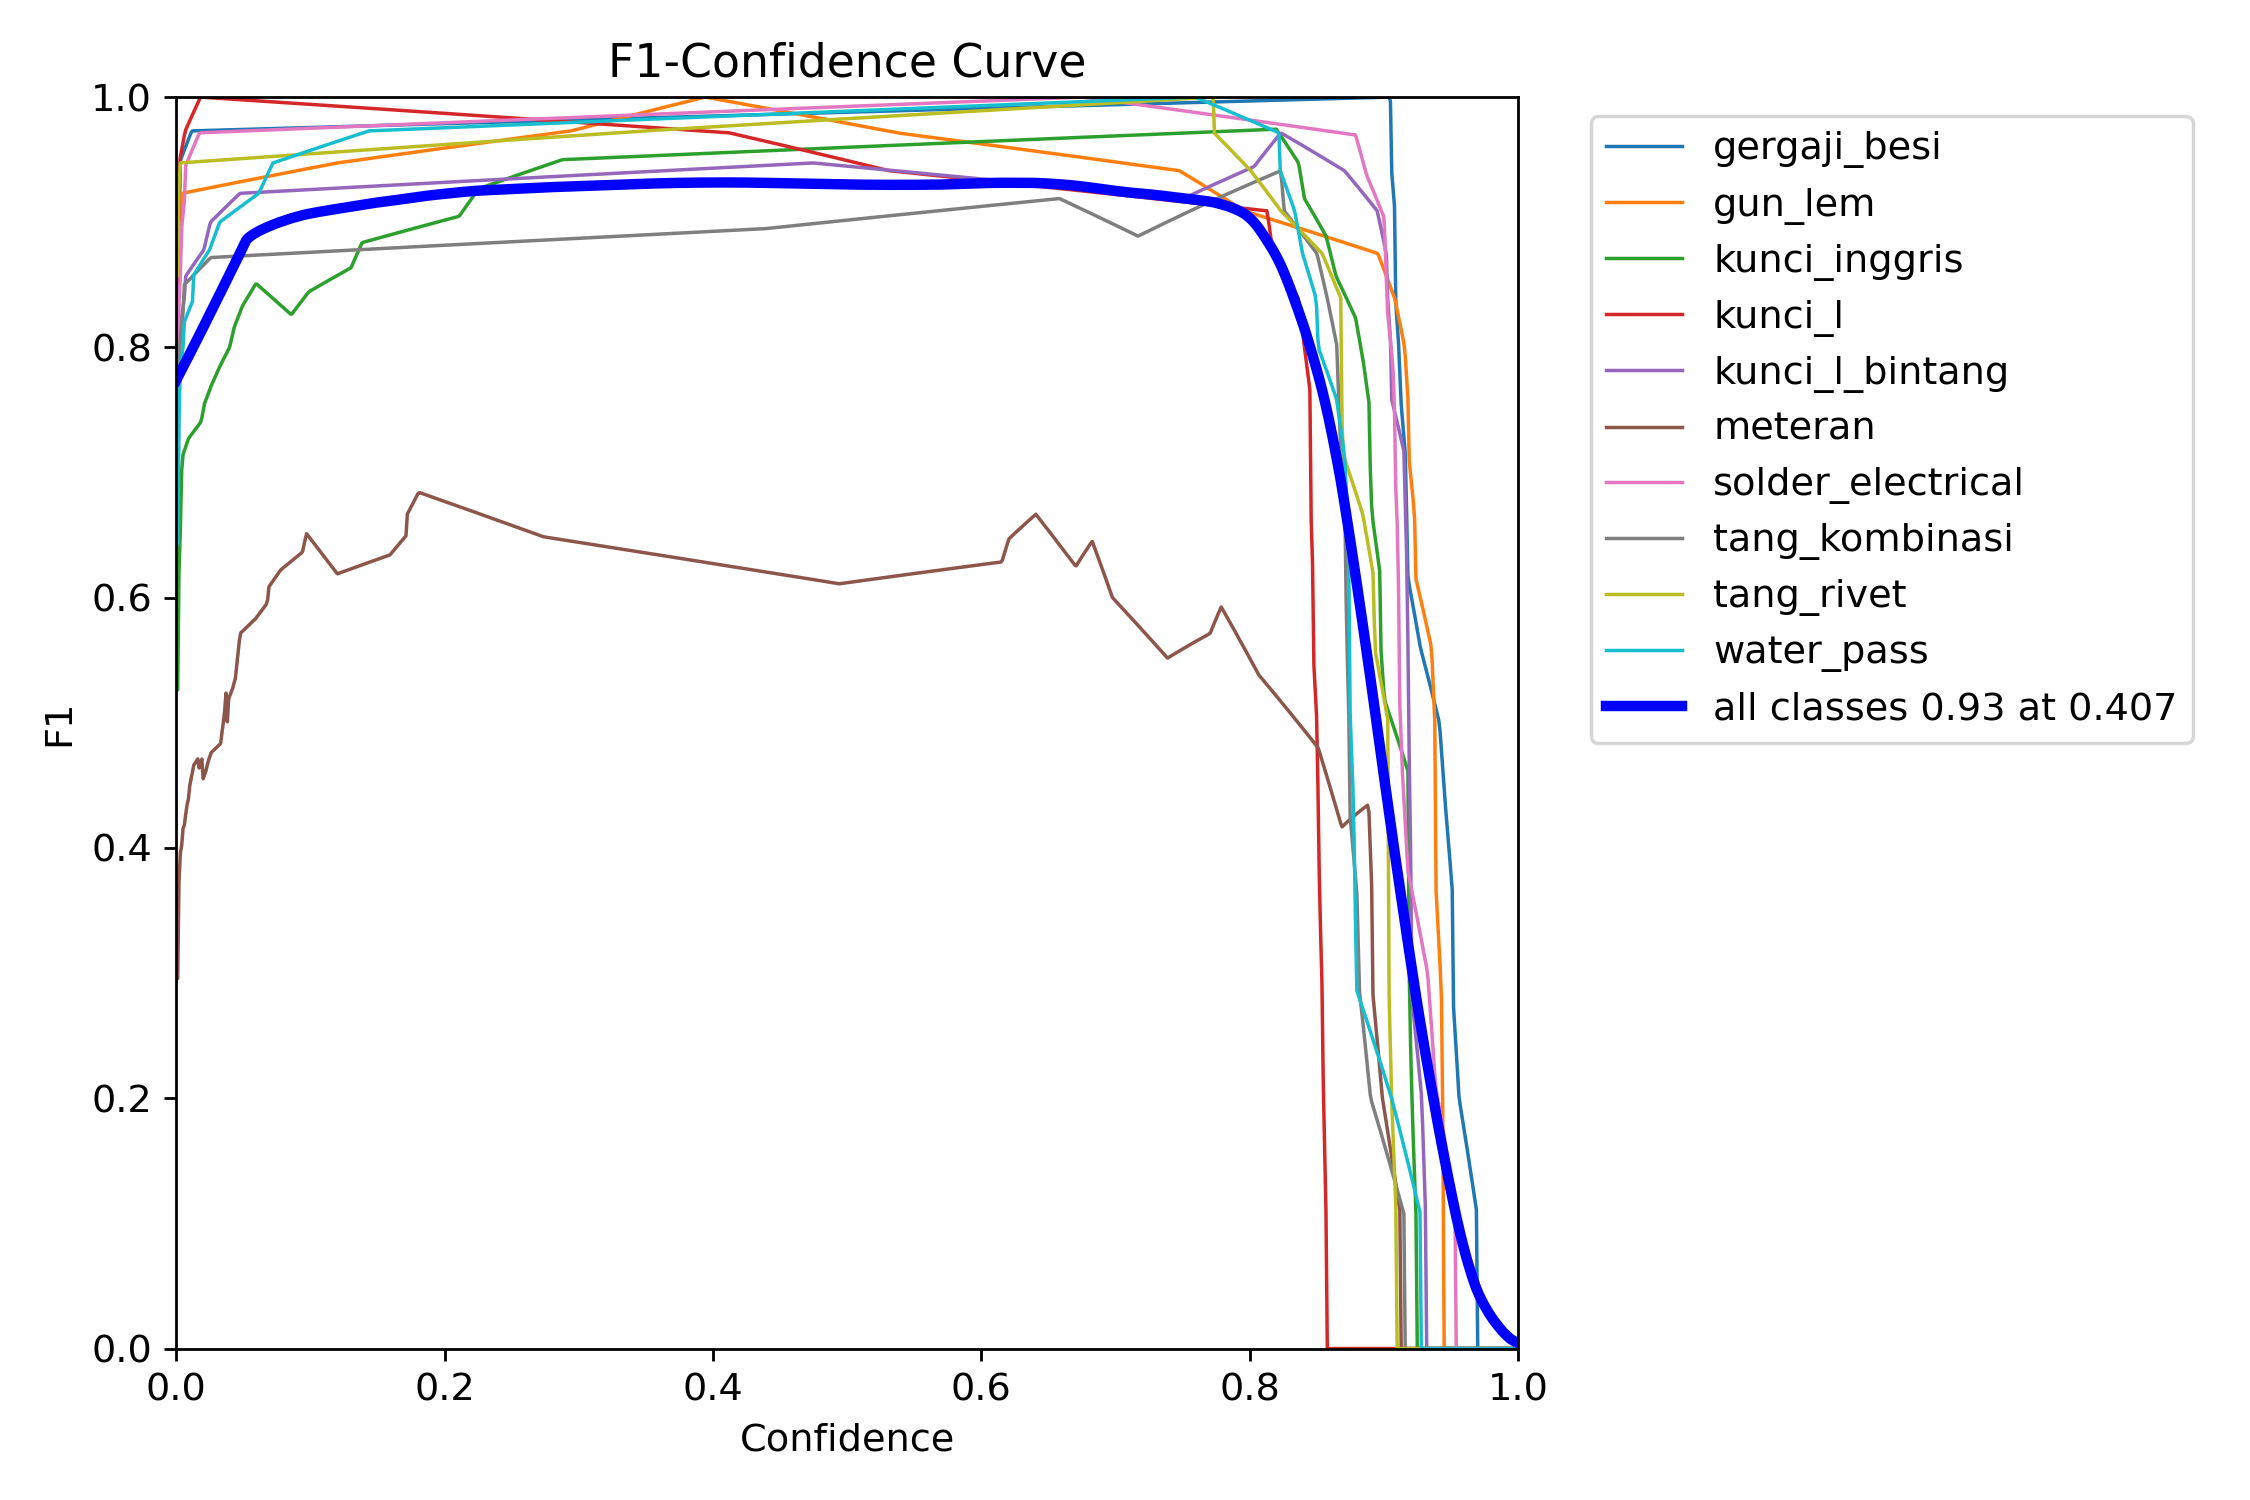 F1-Confidence Curve
1.0
0.8
0.6
0.4
0.2
0.0
F1
0.0 0.2 0.4 0.6 0.8 1.0
Confidence
gergaji_besi
gun_lem
kunci_inggris
kunci_l
kunci_l_bintang
meteran
solder_electrical
tang_kombinasi
tang_rivet
water_pass
all classes 0.93 at 0.407